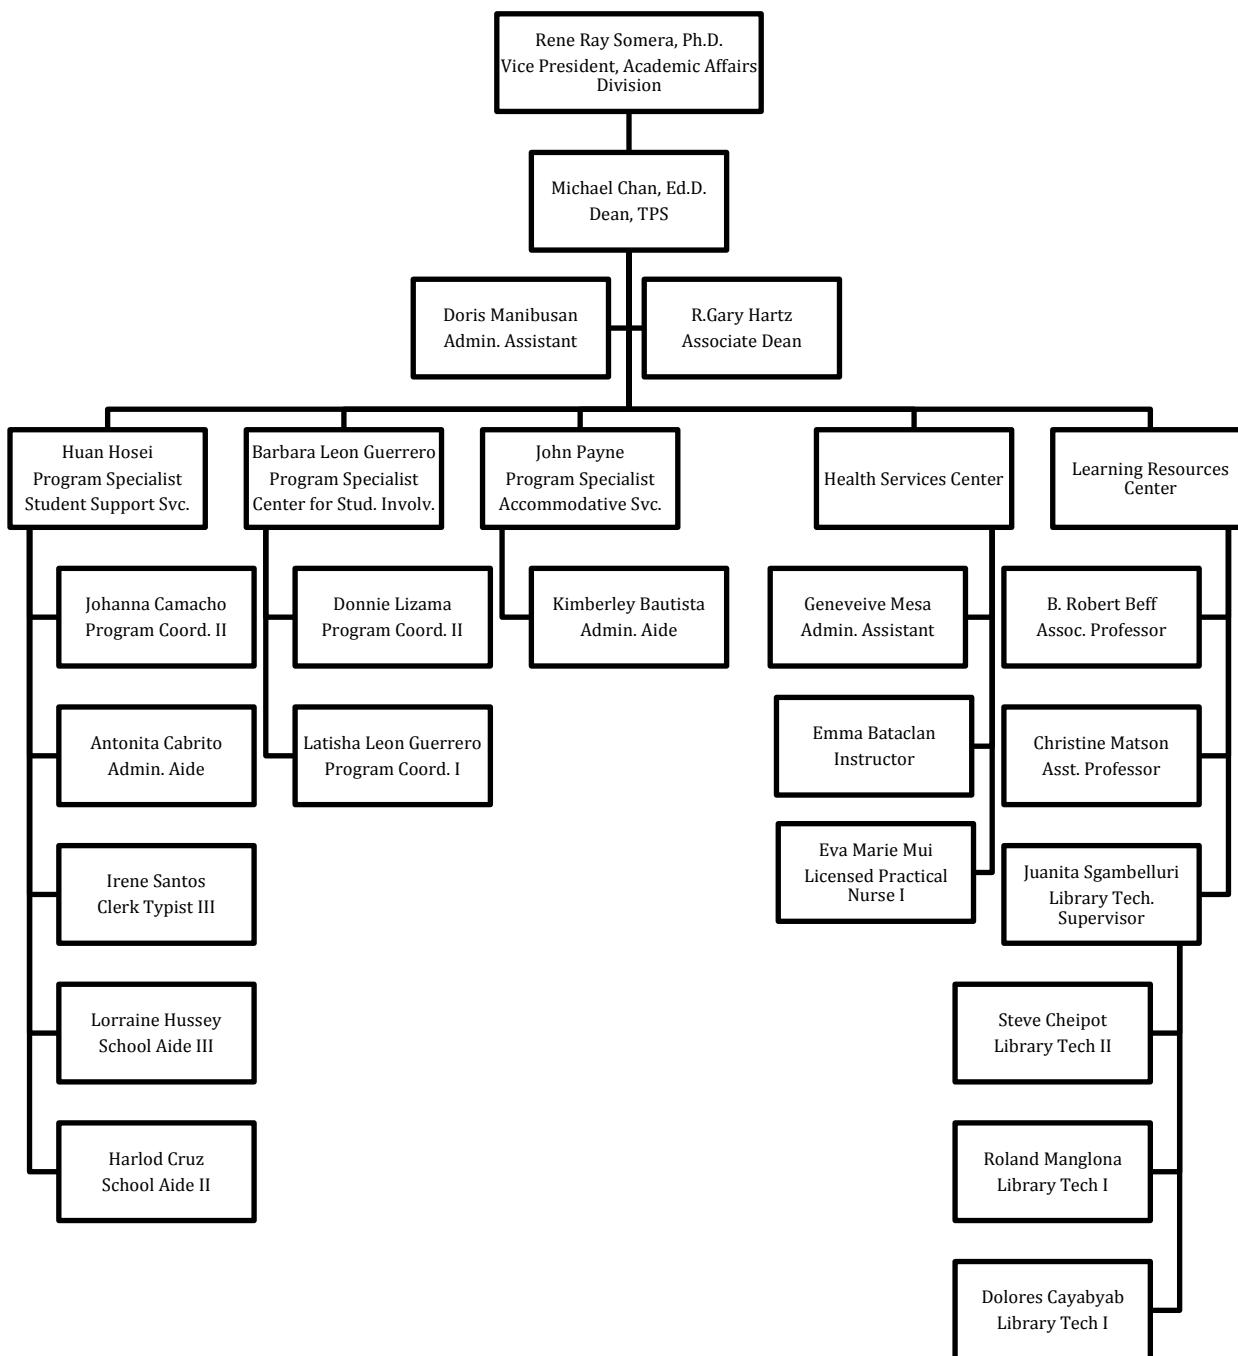 Rene Ray Somera, Ph.D.
Vice President, Academic Affairs
Division
Michael Chan, Ed.D.
Dean, TPS
Doris Manibusan
Admin. Assistant
R.Gary Hartz
Associate Dean
Huan Hosei
Program Specialist
Student Support Svc.
Barbara Leon Guerrero
Program Specialist
Center for Stud. Involv.
John Payne
Program Specialist
Accommodative Svc.
Health Services Center
Learning Resources
Center
Johanna Camacho
Program Coord. II
Donnie Lizama
Program Coord. II
Kimberley Bautista
Admin. Aide
Geneveive Mesa
Admin. Assistant
B. Robert Beff
Assoc. Professor
Antonita Cabrito
Admin. Aide
Latisha Leon Guerrero
Program Coord. I
Emma Bataclan
Instructor
Christine Matson
Asst. Professor
Irene Santos
Clerk Typist III
Eva Marie Mui
Licensed Practical
Nurse I
Juanita Sgambelluri
Library Tech.
Supervisor
Lorraine Hussey
School Aide III
Steve Cheipot
Library Tech II
Harlod Cruz
School Aide II
Roland Manglona
Library Tech I
Dolores Cayabyab
Library Tech I